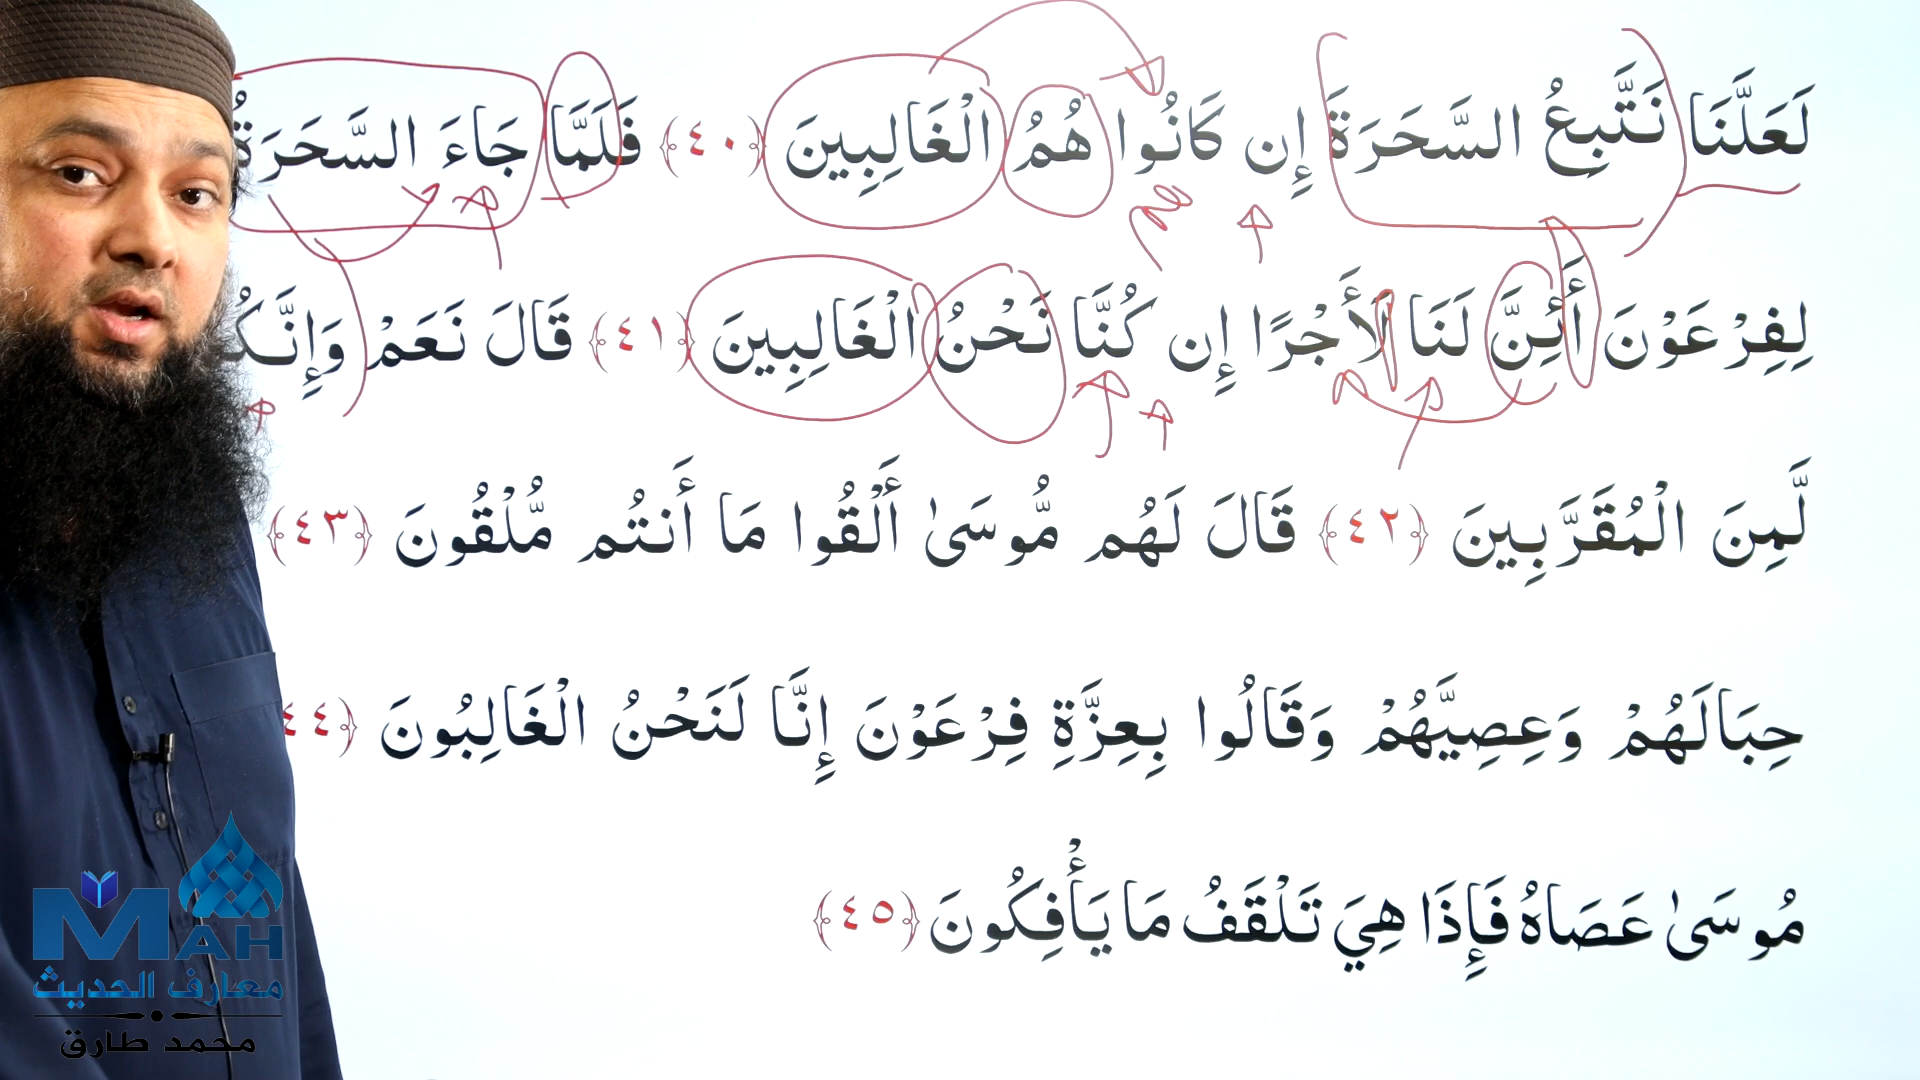 لَعَلَّنَا نَتَّبِعُ السَّحَرَةَ إِن كَانُوا هُمُ الْغَالِبِينَ ﴿٤٠﴾ فَلَمَّا جَاءَ السَّحَرَةُ
لِفِرْعَوْنَ أَئِنَّ لَنَا لَأَجْرًا إِن كُنَّا نَحْنُ الْغَالِبِينَ ﴿٤١﴾ قَالَ نَعَمْ
لَّمِنَ الْمُقَرَّبِينَ ﴿٤٢﴾ قَالَ لَهُم مُّوسَىٰ أَلْقُوا مَا أَنتُم مُّلْقُونَ ﴿٤٣﴾
حِبَالَهُمْ وَعِصِيَّهُمْ وَقَالُوا بِعِزَّةِ فِرْعَوْنَ إِنَّا لَنَحْنُ الْغَالِبُونَ ﴿٤٤
مُوسَىٰ عَصَاهُ فَإِذَا هِيَ تَلْقَفُ مَا يَأْفِكُونَ ﴿٤٥﴾
MAH
معارف الحديث
محمد طارق